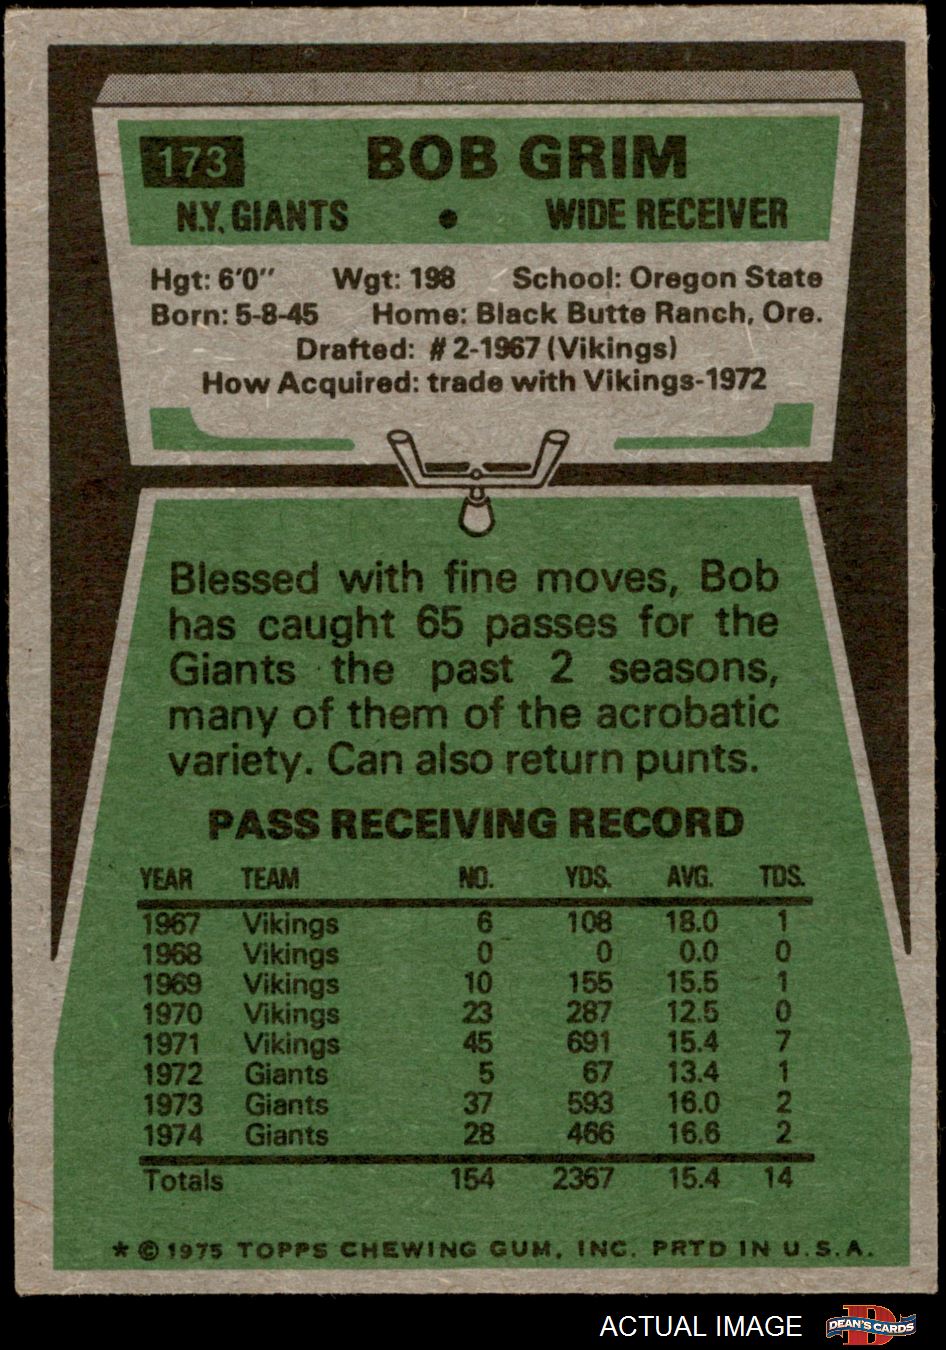 173 BOB GRIM
N.Y. GIANTS • WIDE RECEIVER
Hgt: 6'0" Wgt: 198 School: Oregon State
Born: 5-8-45 Home: Black Butte Ranch, Ore.
Drafted: #2-1967 (Vikings)
How Acquired: trade with Vikings-1972
Blessed with fine moves, Bob
has caught 65 passes for the
Giants the past 2 seasons,
many of them of the acrobatic
variety. Can also return punts.
PASS RECEIVING RECORD
YEAR TEAM NO. YDS. AVG. TDS.
1967 Vikings 6 108 18.0 1
1968 Vikings 0 0 0.0 0
1969 Vikings 10 155 15.5 1
1970 Vikings 23 287 12.5 0
1971 Vikings 45 691 15.4 7
1972 Giants 5 67 13.4 1
1973 Giants 37 593 16.0 2
1974 Giants 28 466 16.6 2
Totals 154 2367 15.4 14
* © 1975 TOPPS CHEWING GUM, INC. PRTD IN U.S.A.
ACTUAL IMAGE DEAN'S CARDS